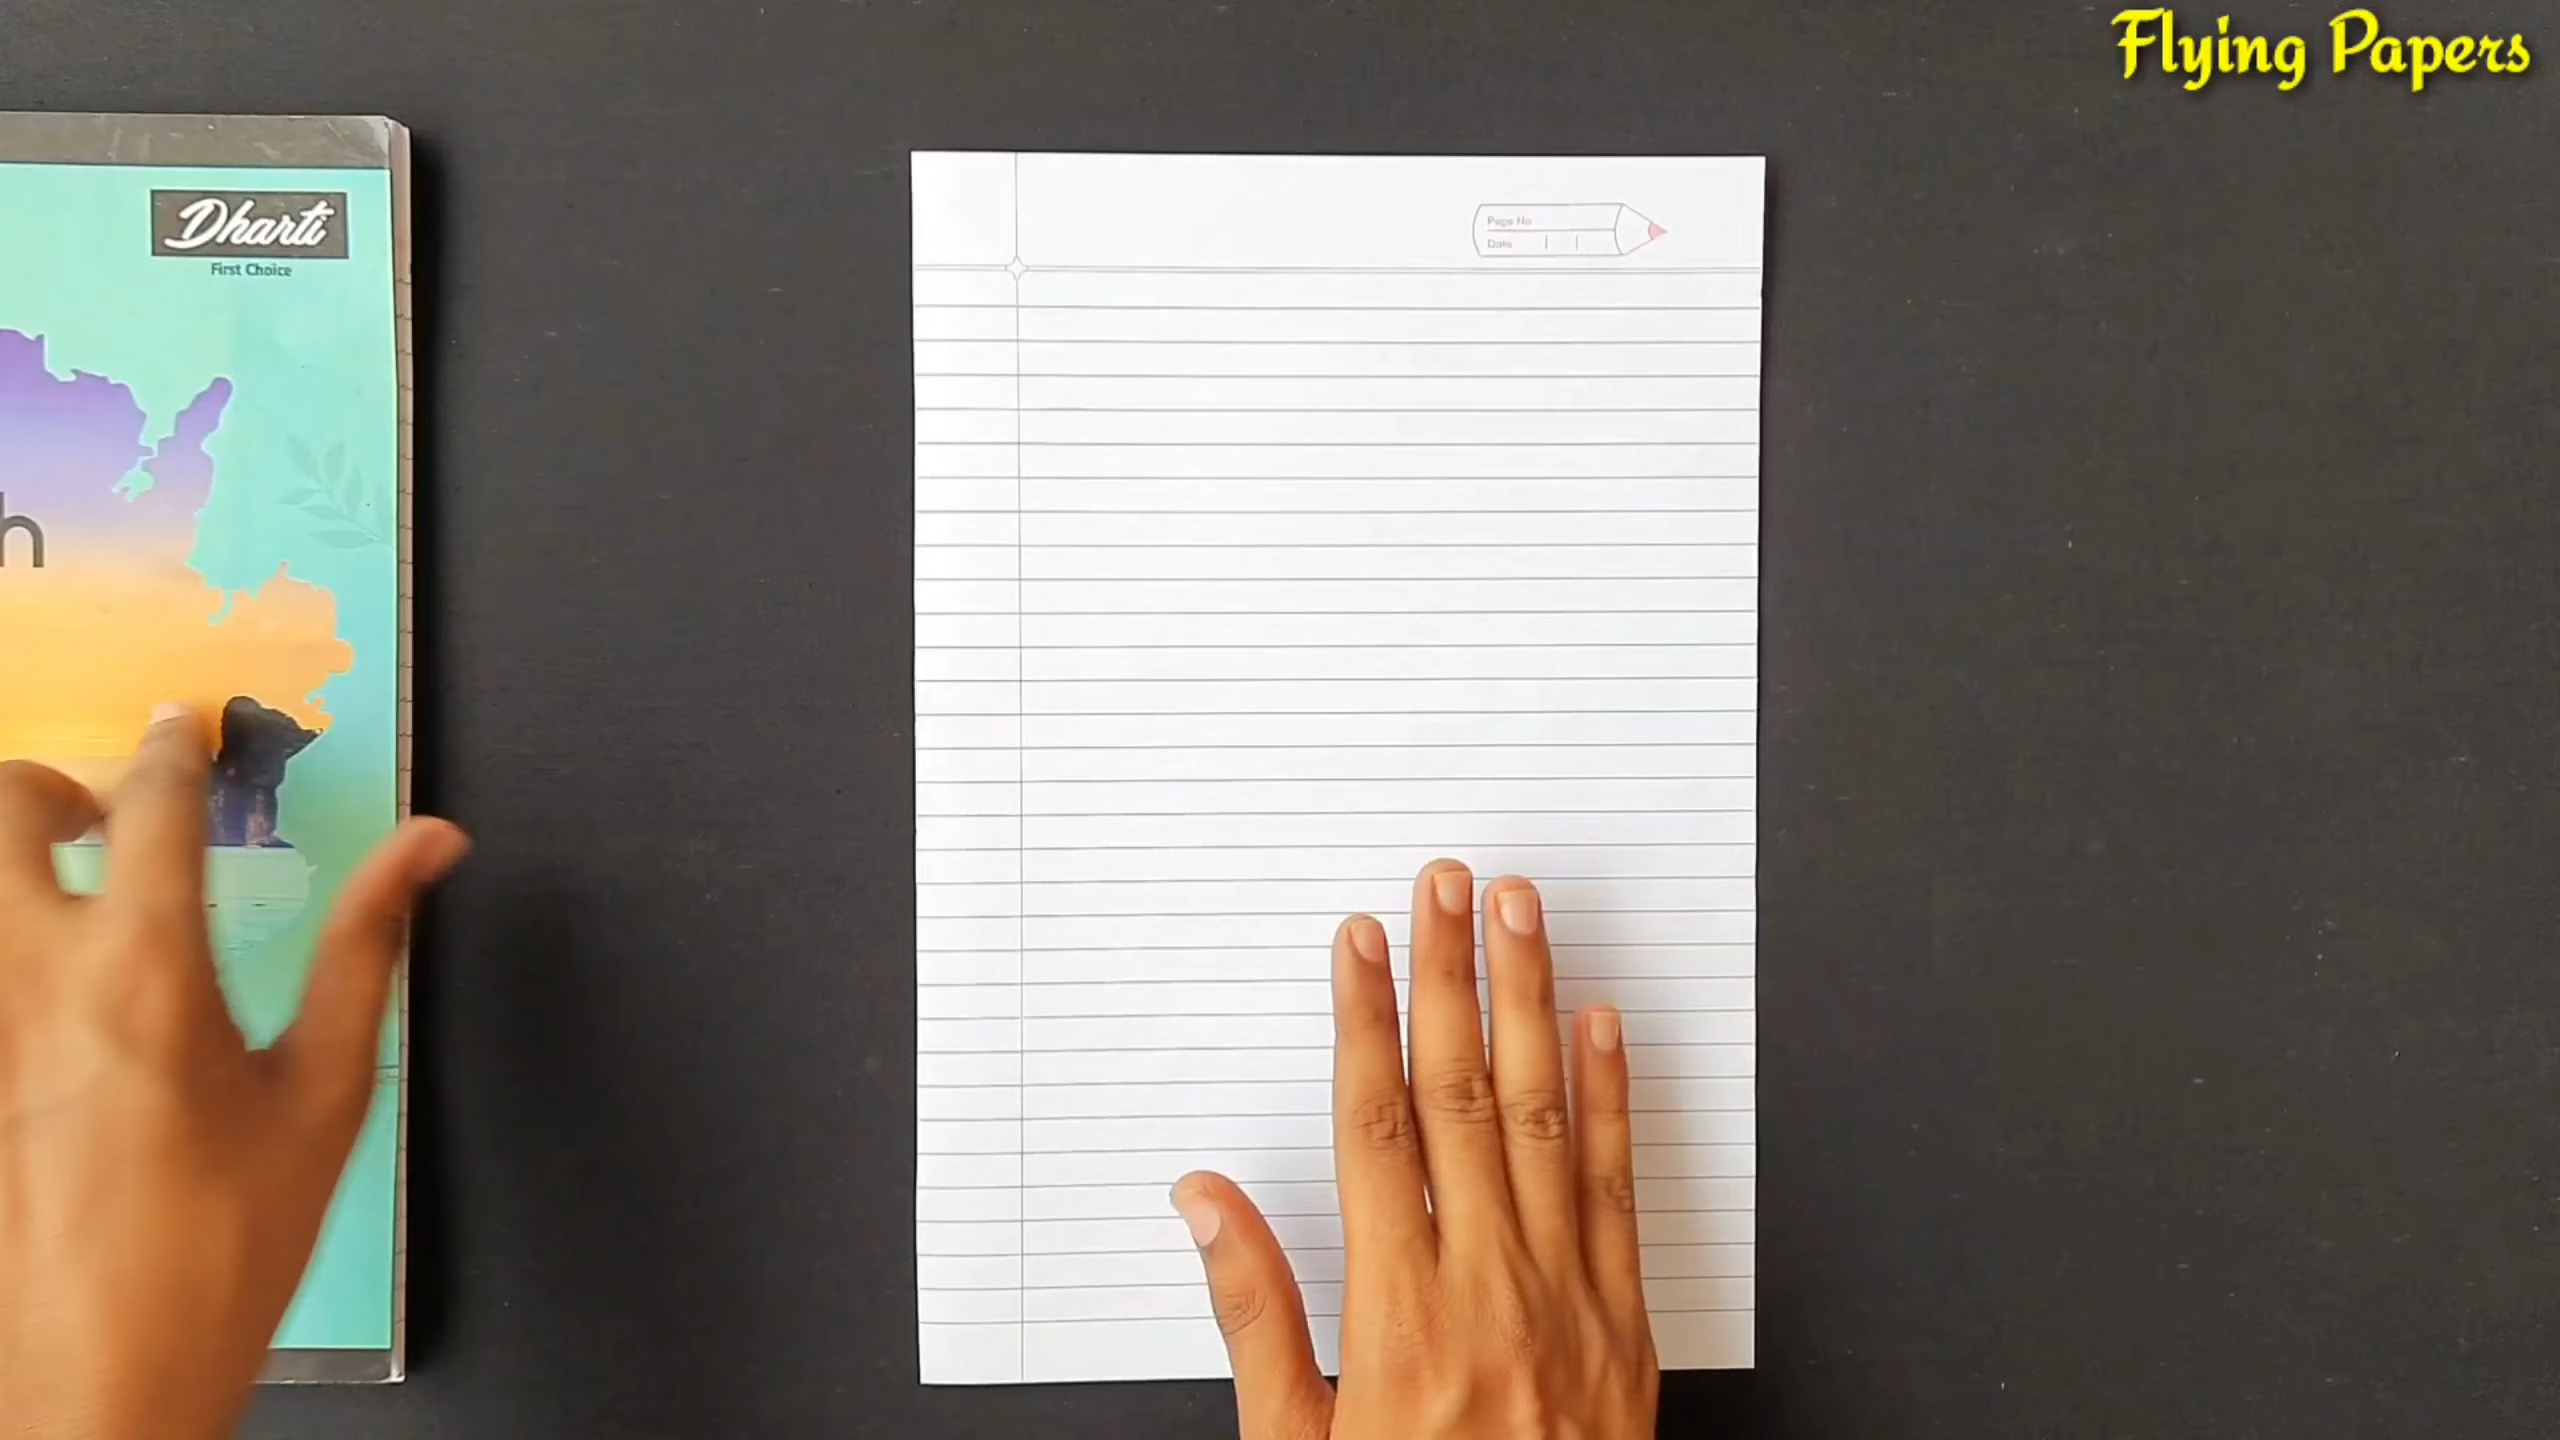 Flying Papers
Dharti
First Choice
h
Page No
Date